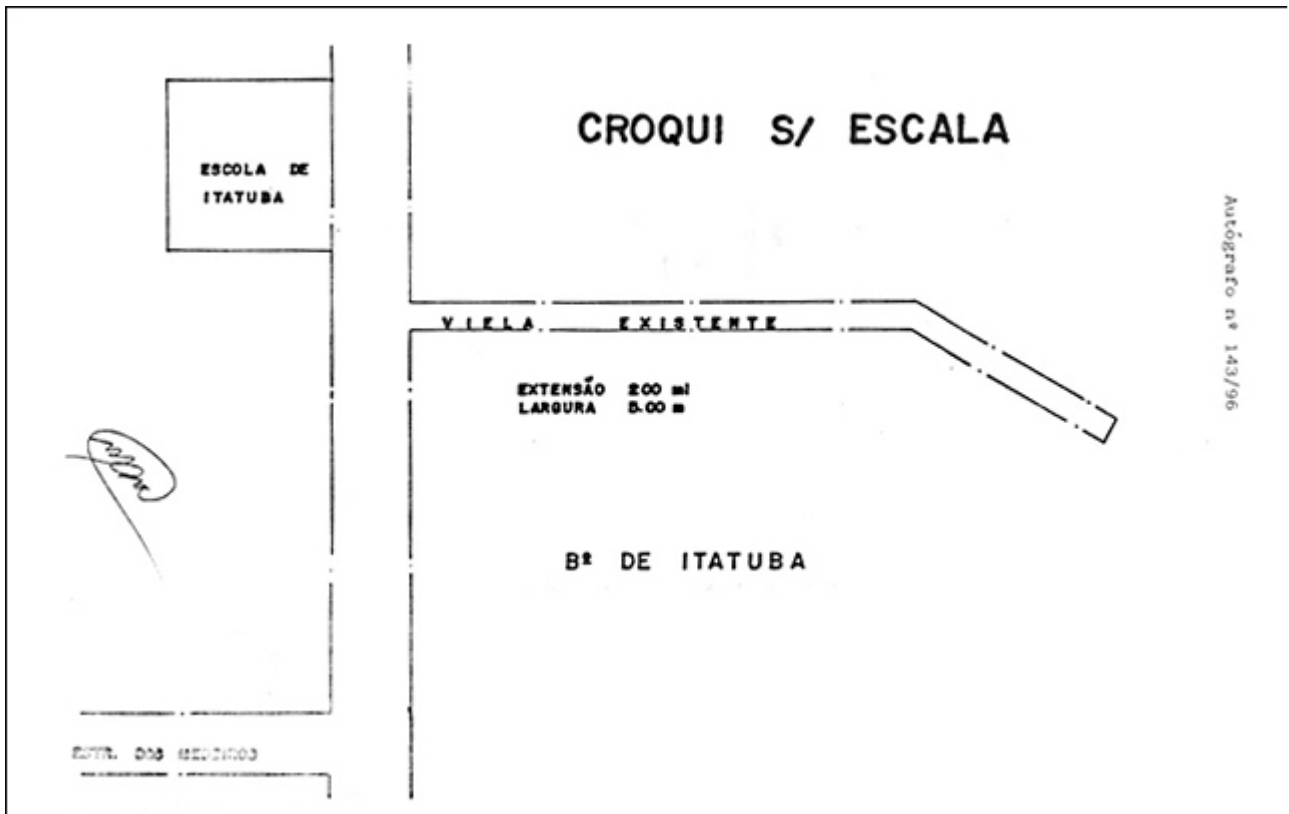 CROQUI S/ ESCALA
ESCOLA DE
ITATUBA
Autógrafo nº 143/96
VIELA EXISTENTE
EXTENSÃO 200 ml
LARGURA 5.00 m
Bº DE ITATUBA
ESTR. DOS